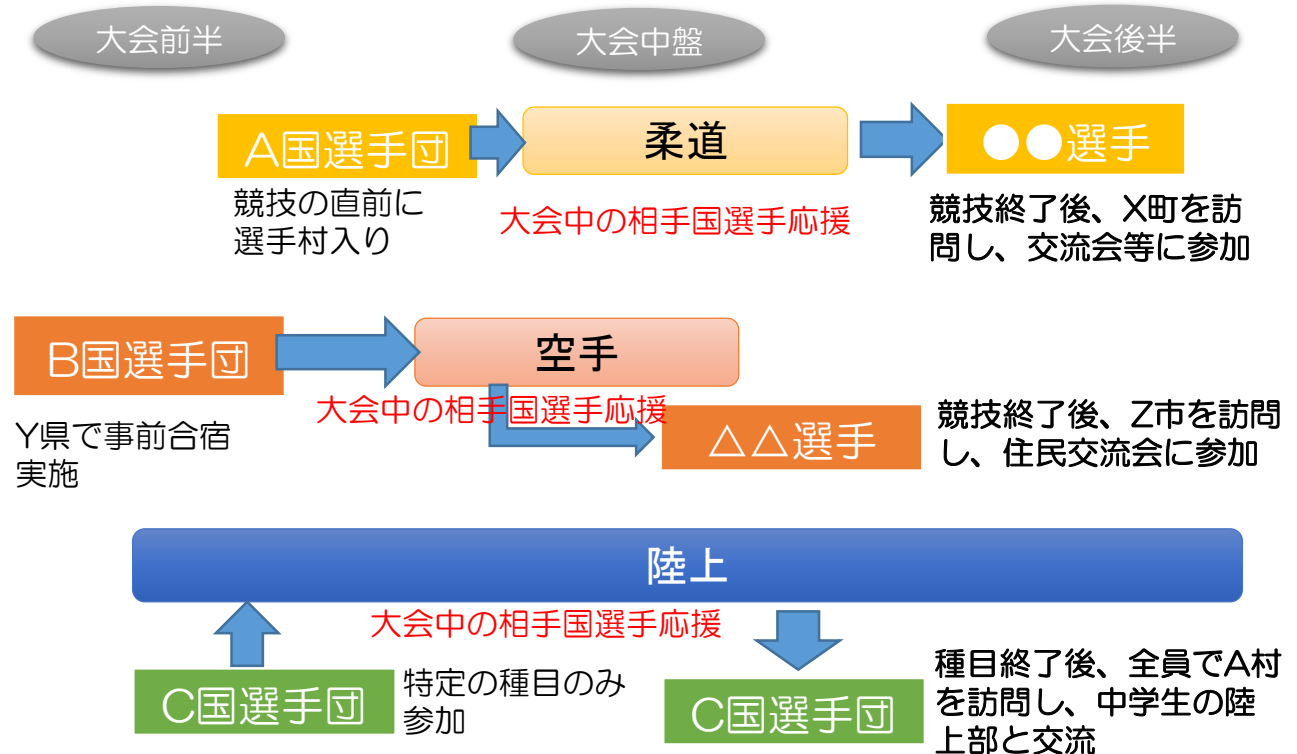 大会前半
大会中盤
大会後半
A国選手団
柔道
●●選手
競技の直前に
選手村入り
大会中の相手国選手応援
競技終了後、X町を訪
問し、交流会等に参加
B国選手団
空手
大会中の相手国選手応援
△△選手
Y県で事前合宿
実施
競技終了後、Z市を訪問
し、住民交流会に参加
陸上
大会中の相手国選手応援
C国選手団
特定の種目のみ
参加
C国選手団
種目終了後、全員でA村
を訪問し、中学生の陸
上部と交流